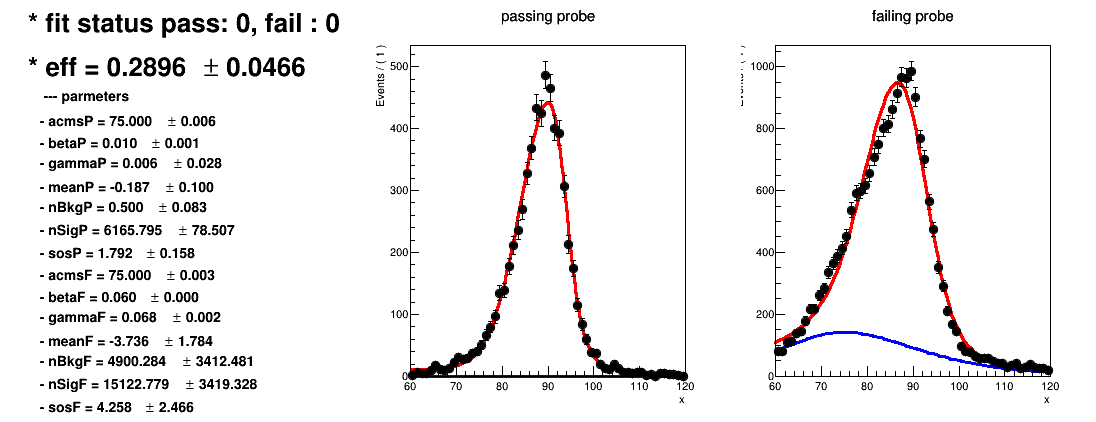 * fit status pass: 0, fail : 0
* eff = 0.2896 ± 0.0466
--- parmeters
- acmsP = 75.000 ± 0.006
- betaP = 0.010 ± 0.001
- gammaP = 0.006 ± 0.028
- meanP = -0.187 ± 0.100
- nBkgP = 0.500 ± 0.083
- nSigP = 6165.795 ± 78.507
- sosP = 1.792 ± 0.158
- acmsF = 75.000 ± 0.003
- betaF = 0.060 ± 0.000
- gammaF = 0.068 ± 0.002
- meanF = -3.736 ± 1.784
- nBkgF = 4900.284 ± 3412.481
- nSigF = 15122.779 ± 3419.328
- sosF = 4.258 ± 2.466
passing probe
Events / ( 1 )
500
400
300
200
100
0
60 70 80 90 100 110 120
x
failing probe
1000
800
600
400
200
0
60 70 80 90 100 110 120
x